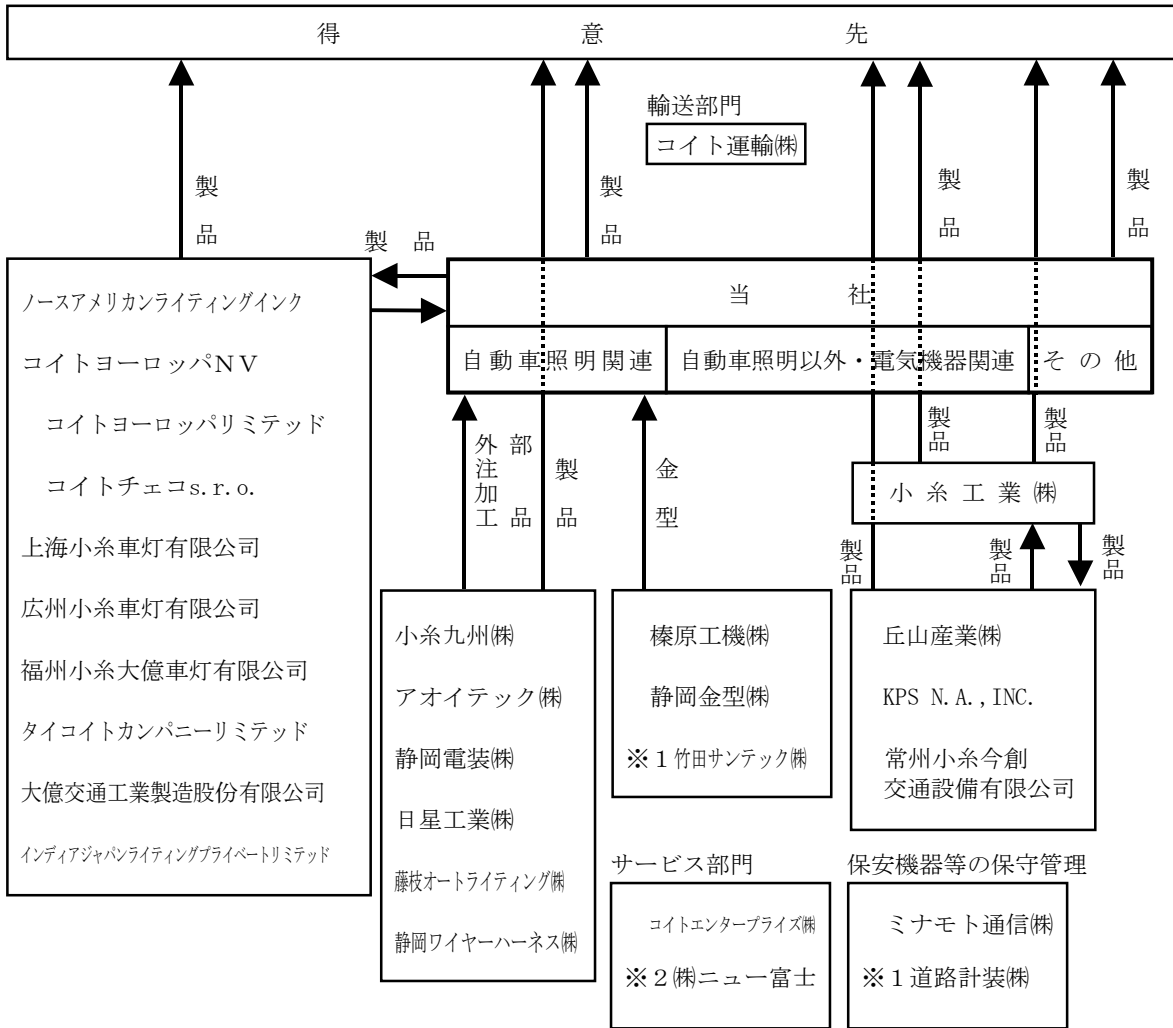 得意先
輸送部門
コイト運輸㈱
製品
製品
製品
製品
製品
ノースアメリカンライティングインク
コイトヨーロッパＮＶ
コイトヨーロッパリミテッド
コイトチェコs.r.o.
上海小糸車灯有限公司
広州小糸車灯有限公司
福州小糸大億車灯有限公司
タイコイトカンパニーリミテッド
大億交通工業製造股份有限公司
インディアジャパンライティングプライベートリミテッド
当社
自動車照明関連
自動車照明以外・電気機器関連
その他
外注加工
部品
製品
金型
製品
製品
小糸工業㈱
製品
製品
製品
小糸九州㈱
アオイテック㈱
静岡電装㈱
日星工業㈱
藤枝オートライティング㈱
静岡ワイヤーハーネス㈱
榛原工機㈱
静岡金型㈱
※１竹田サンテック㈱
丘山産業㈱
KPS N.A.,INC.
常州小糸今創
交通設備有限公司
サービス部門
コイトエンタープライズ㈱
※２㈱ニュー富士
保安機器等の保守管理
ミナモト通信㈱
※１道路計装㈱